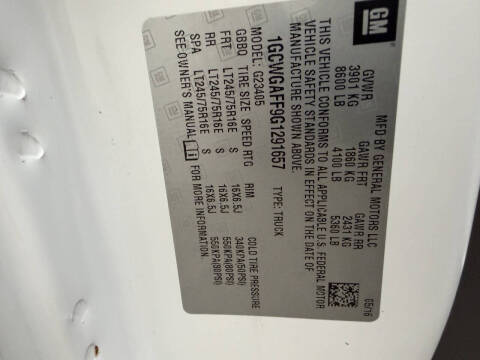 GM
MFD BY GENERAL MOTORS LLC
05/16
GVWR GAWR FRT GAWR RR
3901 KG 1860 KG 2431 KG
8600 LB 4100 LB 5360 LB
THIS VEHICLE CONFORMS TO ALL APPLICABLE U.S. FEDERAL MOTOR
VEHICLE SAFETY STANDARDS IN EFFECT ON THE DATE OF
MANUFACTURE SHOWN ABOVE.
1GCWGAFF9G1291657 TYPE: TRUCK
G23405
GBBQ TIRE SIZE SPEED RTG RIM COLD TIRE PRESSURE
FRT LT245/75R16E S 16X6.5J 340KPA(50PSI)
RR LT245/75R16E S 16X6.5J 550KPA(80PSI)
SPA LT245/75R16E S 16X6.5J 550KPA(80PSI)
SEE OWNER'S MANUAL FOR MORE INFORMATION.